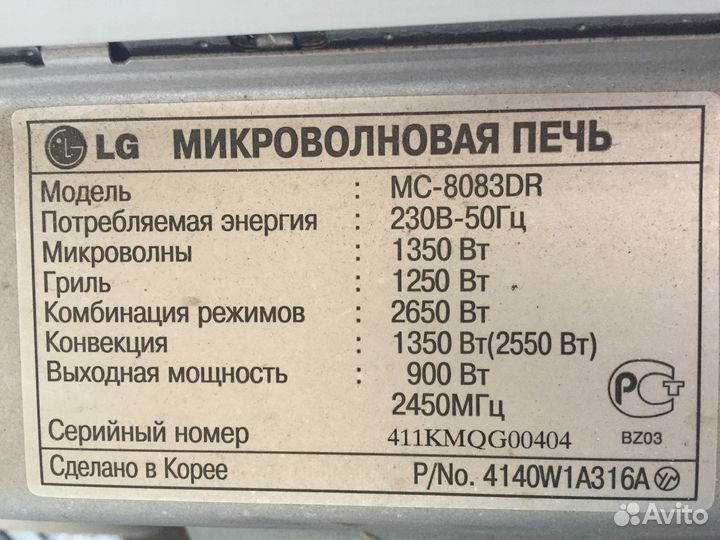 LG МИКРОВОЛНОВАЯ ПЕЧЬ
Модель : MC-8083DR
Потребляемая энергия : 230В-50Гц
Микроволны : 1350 Вт
Гриль : 1250 Вт
Комбинация режимов : 2650 Вт
Конвекция : 1350 Вт(2550 Вт)
Выходная мощность : 900 Вт
2450МГц
Серийный номер 411KMQG00404
РСТ
BZ03
Сделано в Корее P/No. 4140W1A316A
Avito